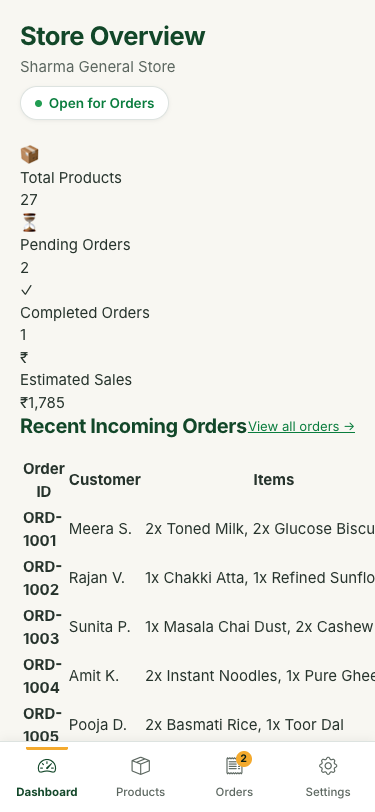 Store Overview
Sharma General Store
Open for Orders
Total Products
27
Pending Orders
2
✓
Completed Orders
1
₹
Estimated Sales
₹1,785
Recent Incoming Orders View all orders →
Order ID Customer Items
ORD-1001 Meera S. 2x Toned Milk, 2x Glucose Biscu
ORD-1002 Rajan V. 1x Chakki Atta, 1x Refined Sunflo
ORD-1003 Sunita P. 1x Masala Chai Dust, 2x Cashew
ORD-1004 Amit K. 2x Instant Noodles, 1x Pure Ghee
ORD-1005 Pooja D. 2x Basmati Rice, 1x Toor Dal
2
Dashboard Products Orders Settings